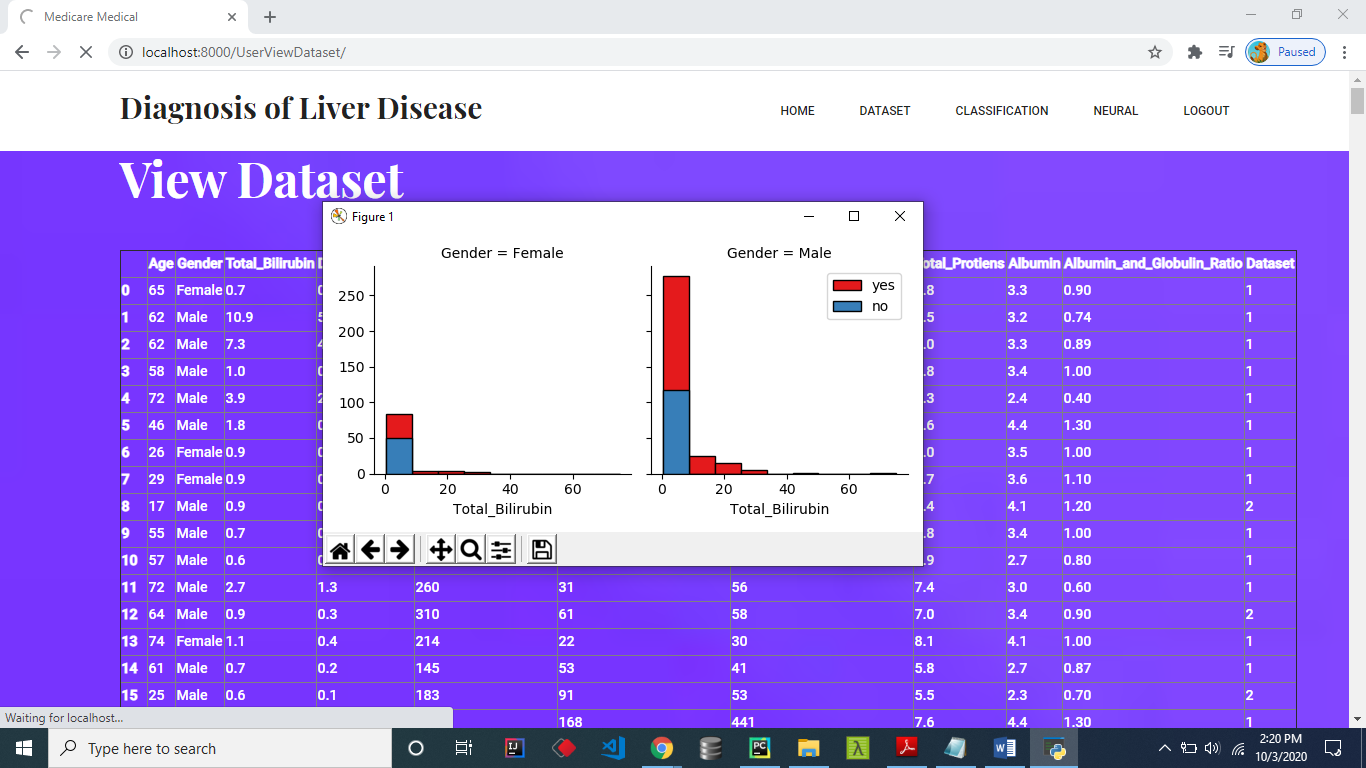 Medicare Medical
localhost:8000/UserViewDataset/
Paused
Diagnosis of Liver Disease
HOME DATASET CLASSIFICATION NEURAL LOGOUT
View Dataset
Figure 1
Gender = Female Gender = Male
yes
no
250
200
150
100
50
0
0 20 40 60 0 20 40 60
Total_Bilirubin Total_Bilirubin
Age Gender Total_Bilirubin Albumin Albumin_and_Globulin_Ratio Dataset
0 65 Female 0.7 3.3 0.90 1
1 62 Male 10.9 3.2 0.74 1
2 62 Male 7.3 3.3 0.89 1
3 58 Male 1.0 3.4 1.00 1
4 72 Male 3.9 2.4 0.40 1
5 46 Male 1.8 4.4 1.30 1
6 26 Female 0.9 3.5 1.00 1
7 29 Female 0.9 3.6 1.10 1
8 17 Male 0.9 4.1 1.20 2
9 55 Male 0.7 3.4 1.00 1
10 57 Male 0.6 2.7 0.80 1
11 72 Male 2.7 1.3 260 31 56 7.4 3.0 0.60 1
12 64 Male 0.9 0.3 310 61 58 7.0 3.4 0.90 2
13 74 Female 1.1 0.4 214 22 30 8.1 4.1 1.00 1
14 61 Male 0.7 0.2 145 53 41 5.8 2.7 0.87 1
15 25 Male 0.6 0.1 183 91 53 5.5 2.3 0.70 2
168 441 7.6 4.4 1.30 1
Waiting for localhost...
Type here to search
2:20 PM
10/3/2020